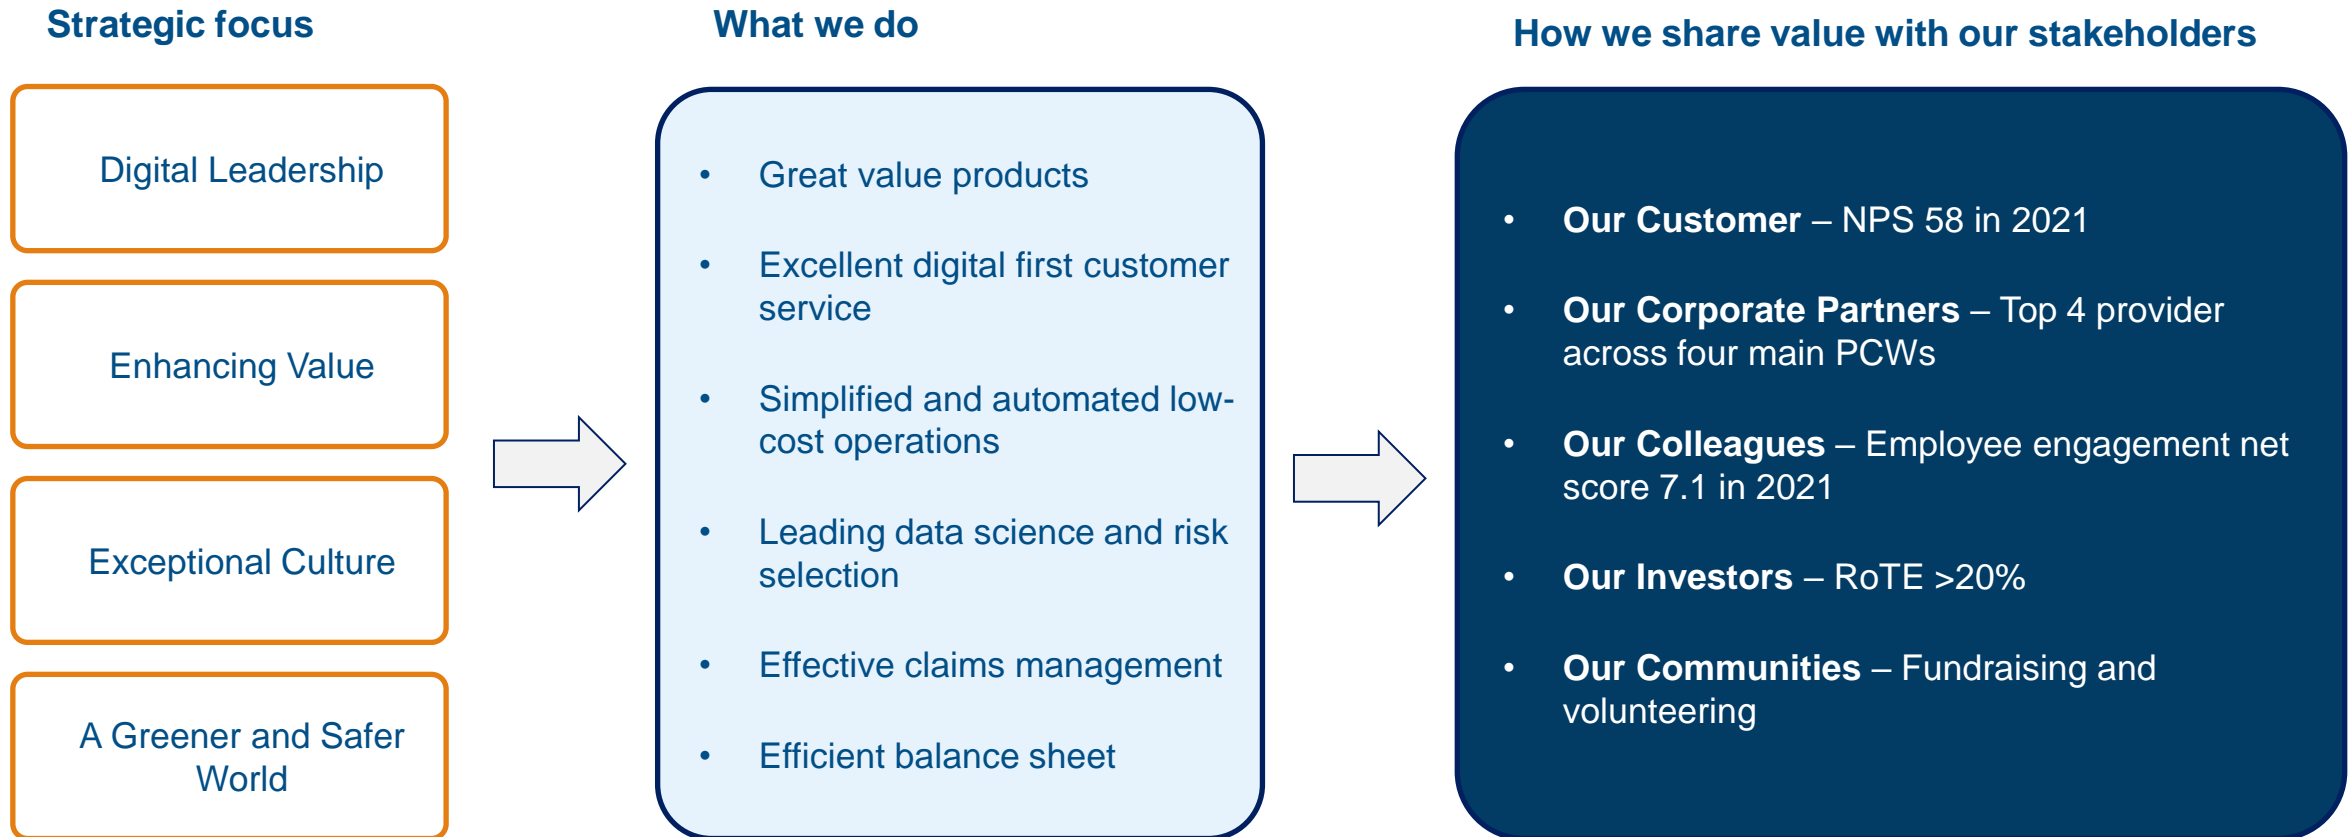 Strategic focus
Digital Leadership
Enhancing Value
Exceptional Culture
A Greener and Safer
World
What we do
• Great value products
• Excellent digital first customer
service
• Simplified and automated low-
cost operations
• Leading data science and risk
selection
• Effective claims management
• Efficient balance sheet
How we share value with our stakeholders
• Our Customer – NPS 58 in 2021
• Our Corporate Partners – Top 4 provider
across four main PCWs
• Our Colleagues – Employee engagement net
score 7.1 in 2021
• Our Investors – RoTE >20%
• Our Communities – Fundraising and
volunteering